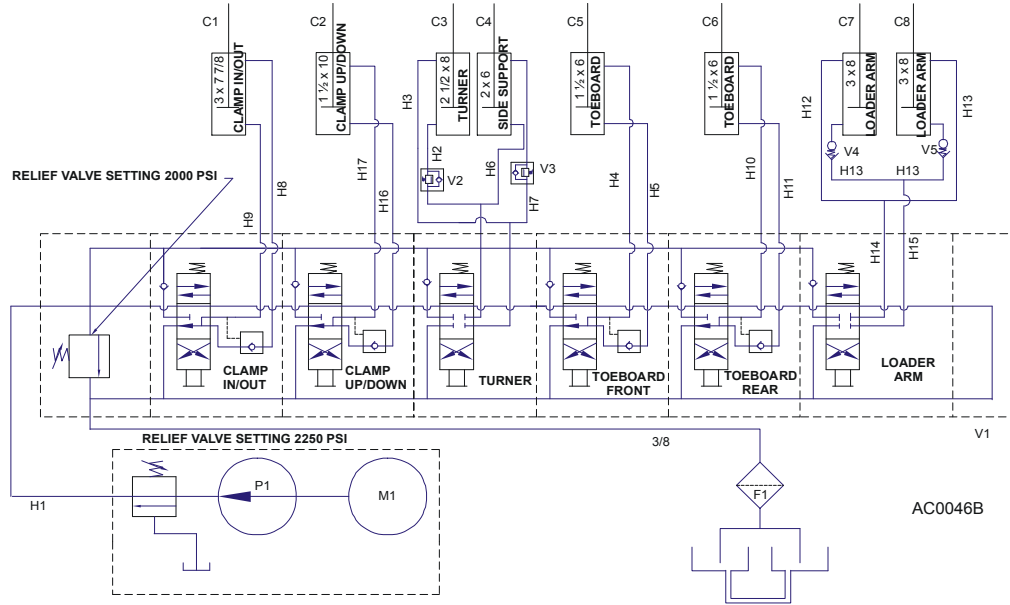 C1
C2
C3
C4
C5
C6
C7
C8
3 x 7 7/8
CLAMP IN/OUT
1 ½ x 10
CLAMP UP/DOWN
2 1/2 x 8
TURNER
2 x 6
SIDE SUPPORT
1 ½ x 6
TOEBOARD
1 ½ x 6
TOEBOARD
3 x 8
LOADER ARM
3 x 8
LOADER ARM
H3
H12
H13
H2
V4
V5
RELIEF VALVE SETTING 2000 PSI
H9
H8
H17
H16
V2
H6
V3
H7
H4
H5
H10
H11
H13
H13
H14
H15
CLAMP
IN/OUT
CLAMP
UP/DOWN
TURNER
TOEBOARD
FRONT
TOEBOARD
REAR
LOADER
ARM
RELIEF VALVE SETTING 2250 PSI
3/8
V1
H1
P1
M1
F1
AC0046B